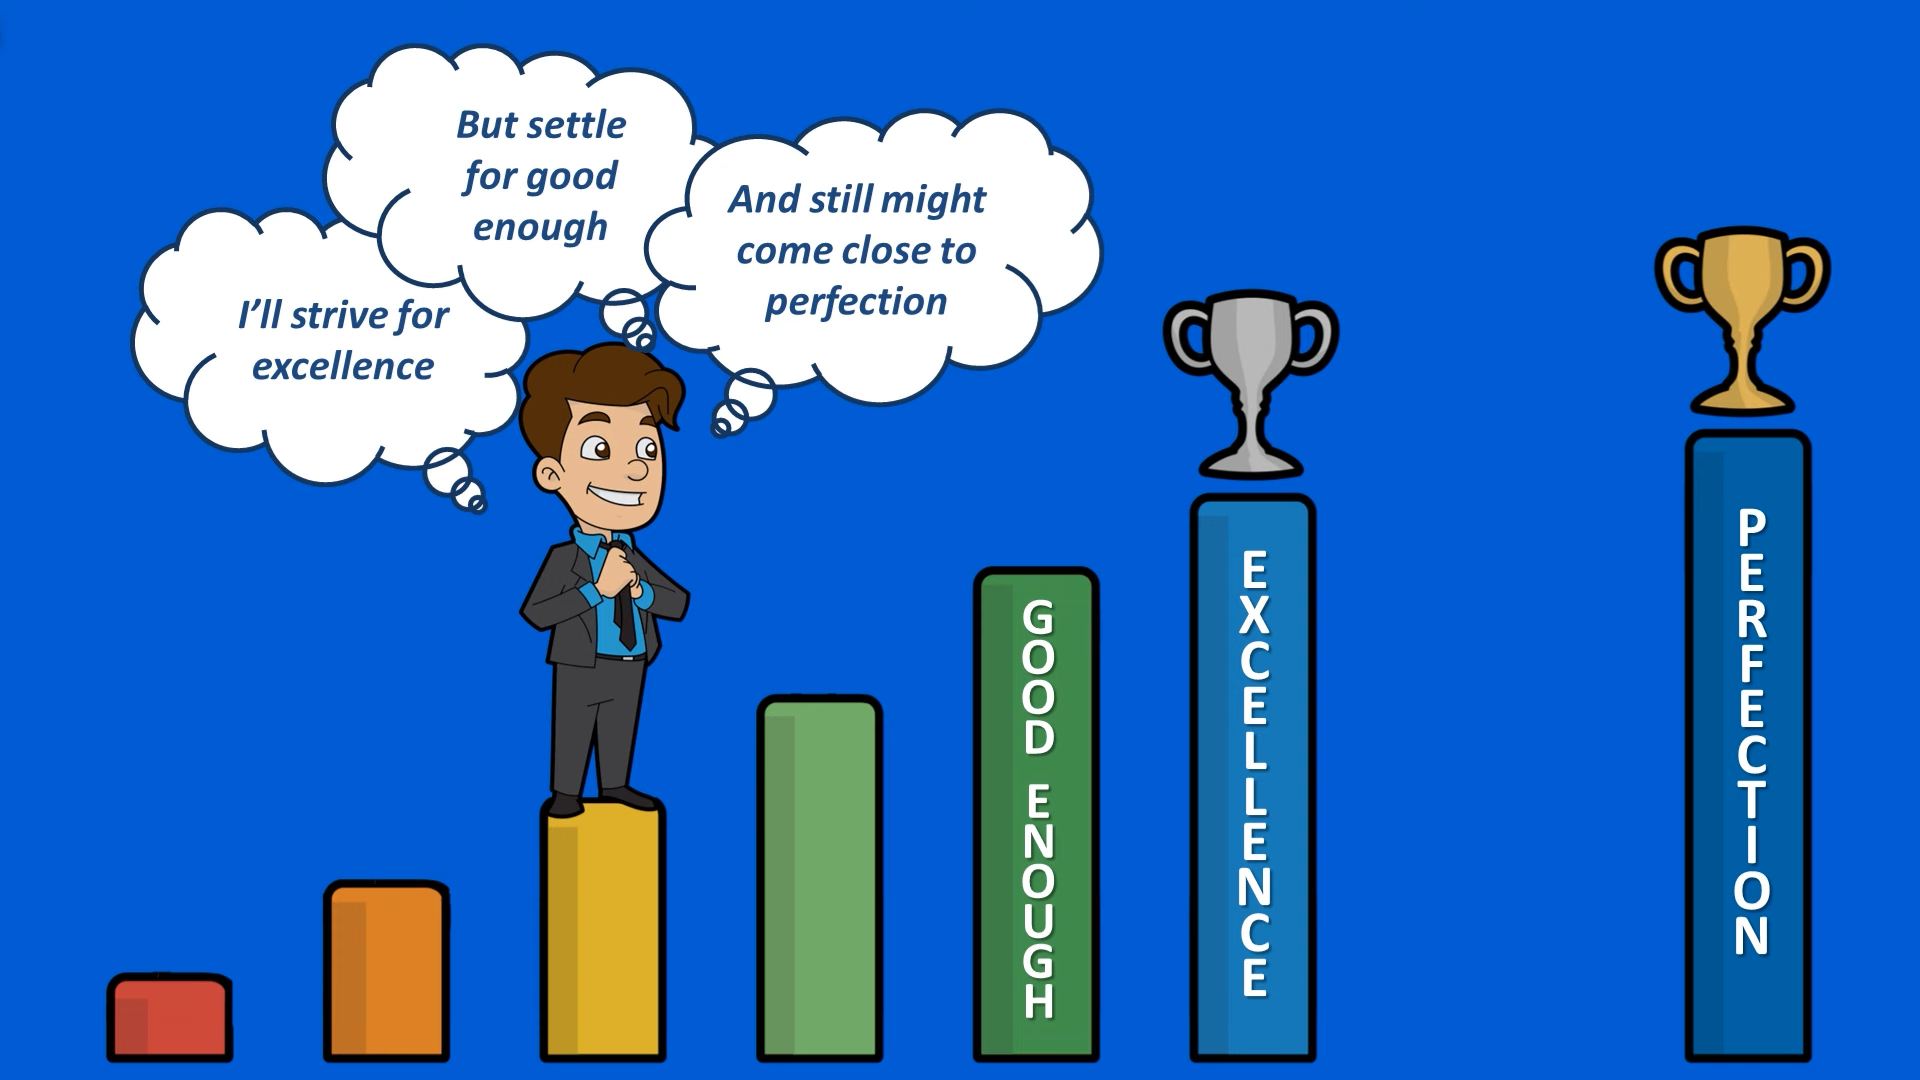 But settle
for good
enough
And still might
come close to
perfection
I’ll strive for
excellence
GOOD ENOUGH
EXCELLENCE
PERFECTION